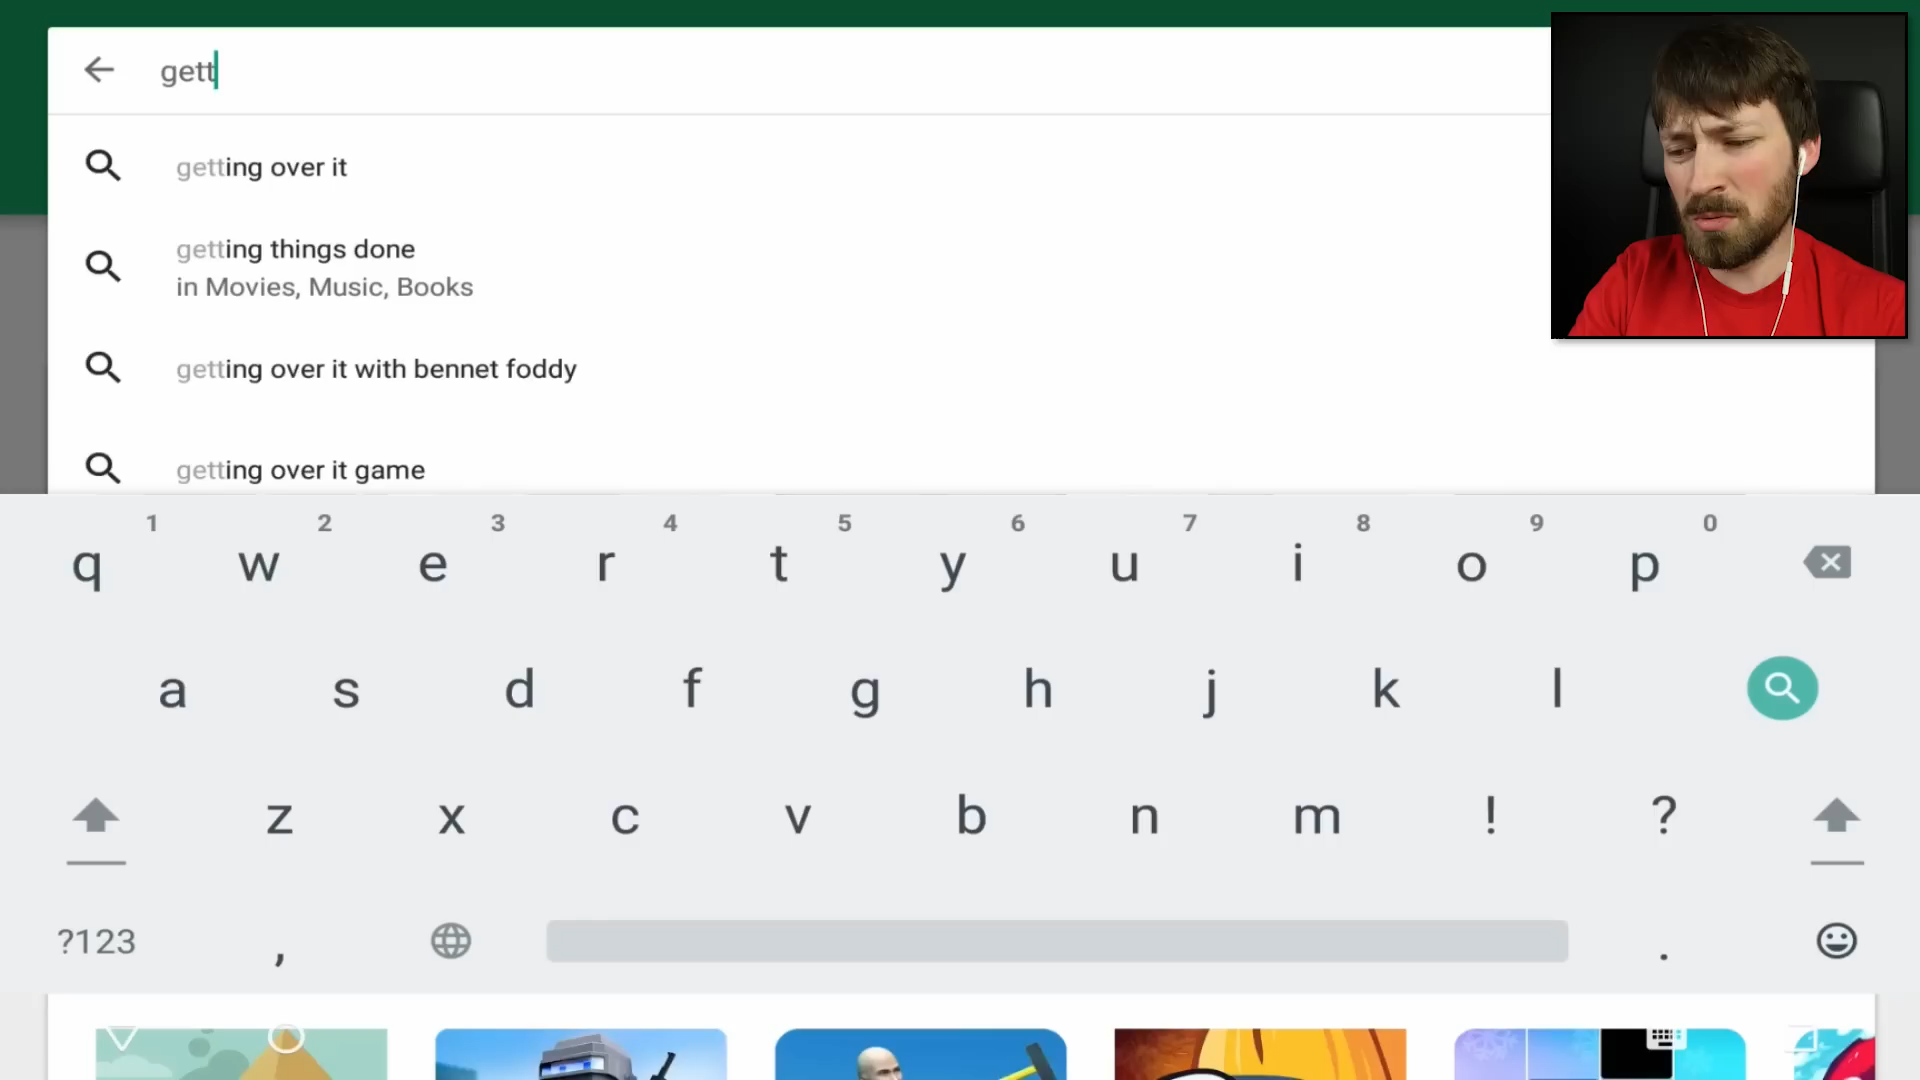 gett
getting over it
getting things done
in Movies, Music, Books
getting over it with bennet foddy
getting over it game
1 2 3 4 5 6 7 8 9 0
q w e r t y u i o p
a s d f g h j k l
z x c v b n m ! ?
?123 , .